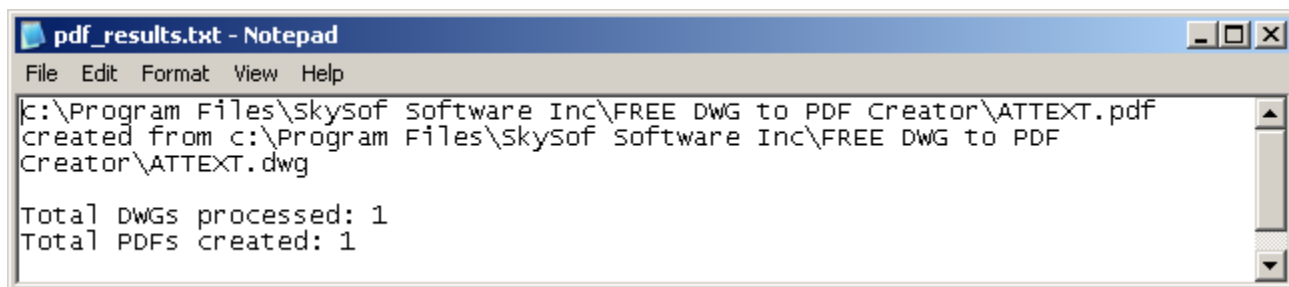 pdf_results.txt - Notepad
File Edit Format View Help
c:\Program Files\SkySof Software Inc\FREE DWG to PDF Creator\ATTEXT.pdf
created from c:\Program Files\SkySof Software Inc\FREE DWG to PDF
Creator\ATTEXT.dwg
Total DWGs processed: 1
Total PDFs created: 1